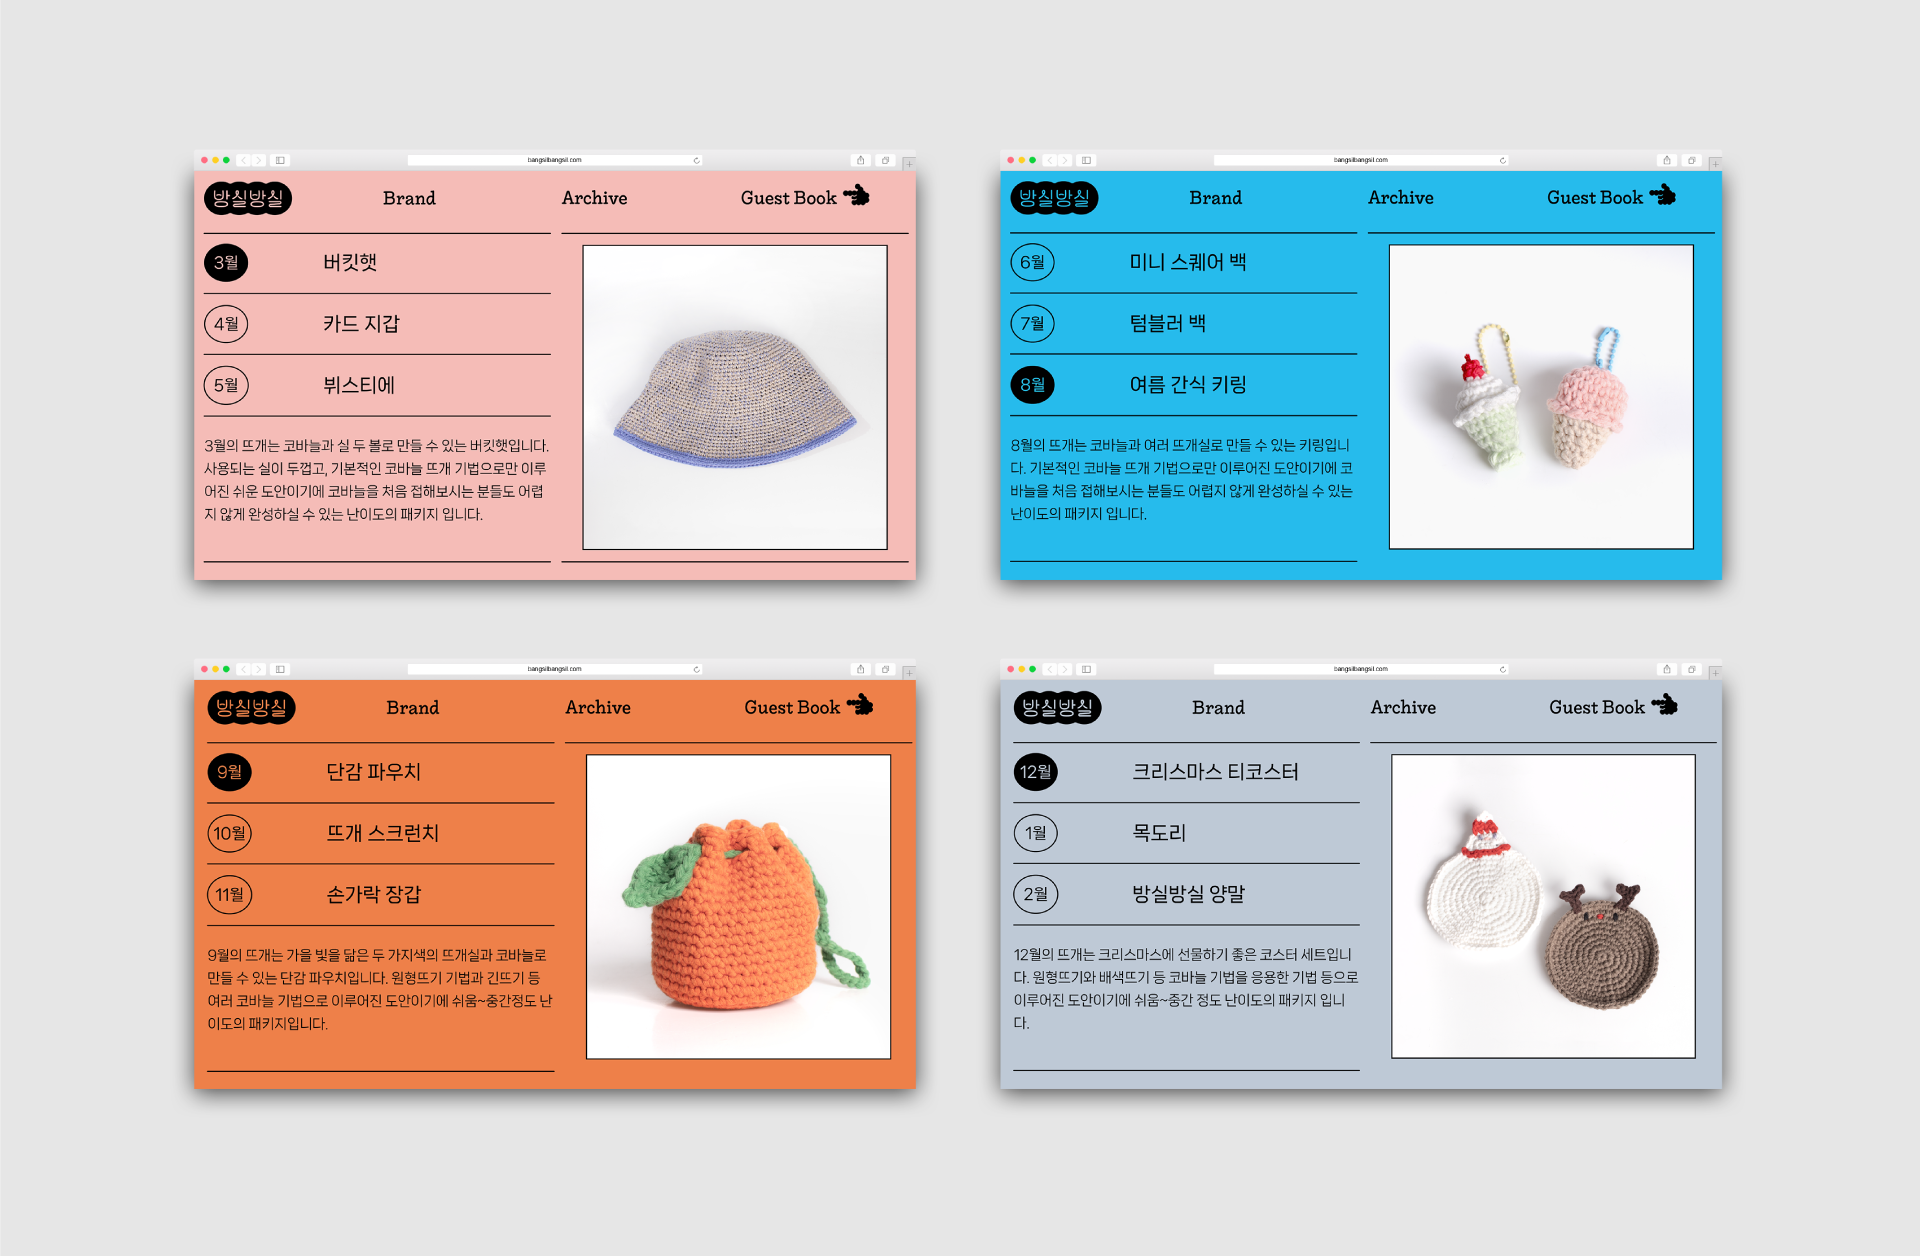 bangsilbangsil.com
방실방실
Brand
Archive
Guest Book
3월 버킷햇
4월 카드 지갑
5월 뷔스티에
3월의 뜨개는 코바늘과 실 두 볼로 만들 수 있는 버킷햇입니다.
사용되는 실이 두껍고, 기본적인 코바늘 뜨개 기법으로만 이루
어진 쉬운 도안이기에 코바늘을 처음 접해보시는 분들도 어렵
지 않게 완성하실 수 있는 난이도의 패키지 입니다.
bangsilbangsil.com
방실방실
Brand
Archive
Guest Book
6월 미니 스퀘어 백
7월 텀블러 백
8월 여름 간식 키링
8월의 뜨개는 코바늘과 여러 뜨개실로 만들 수 있는 키링입니
다. 기본적인 코바늘 뜨개 기법으로만 이루어진 도안이기에 코
바늘을 처음 접해보시는 분들도 어렵지 않게 완성하실 수 있는
난이도의 패키지 입니다.
bangsilbangsil.com
방실방실
Brand
Archive
Guest Book
9월 단감 파우치
10월 뜨개 스크런치
11월 손가락 장갑
9월의 뜨개는 가을 빛을 닮은 두 가지색의 뜨개실과 코바늘로
만들 수 있는 단감 파우치입니다. 원형뜨기 기법과 긴뜨기 등
여러 코바늘 기법으로 이루어진 도안이기에 쉬움~중간정도 난
이도의 패키지입니다.
bangsilbangsil.com
방실방실
Brand
Archive
Guest Book
12월 크리스마스 티코스터
1월 목도리
2월 방실방실 양말
12월의 뜨개는 크리스마스에 선물하기 좋은 코스터 세트입니
다. 원형뜨기와 배색뜨기 등 코바늘 기법을 응용한 기법 등으로
이루어진 도안이기에 쉬움~중간 정도 난이도의 패키지 입니
다.